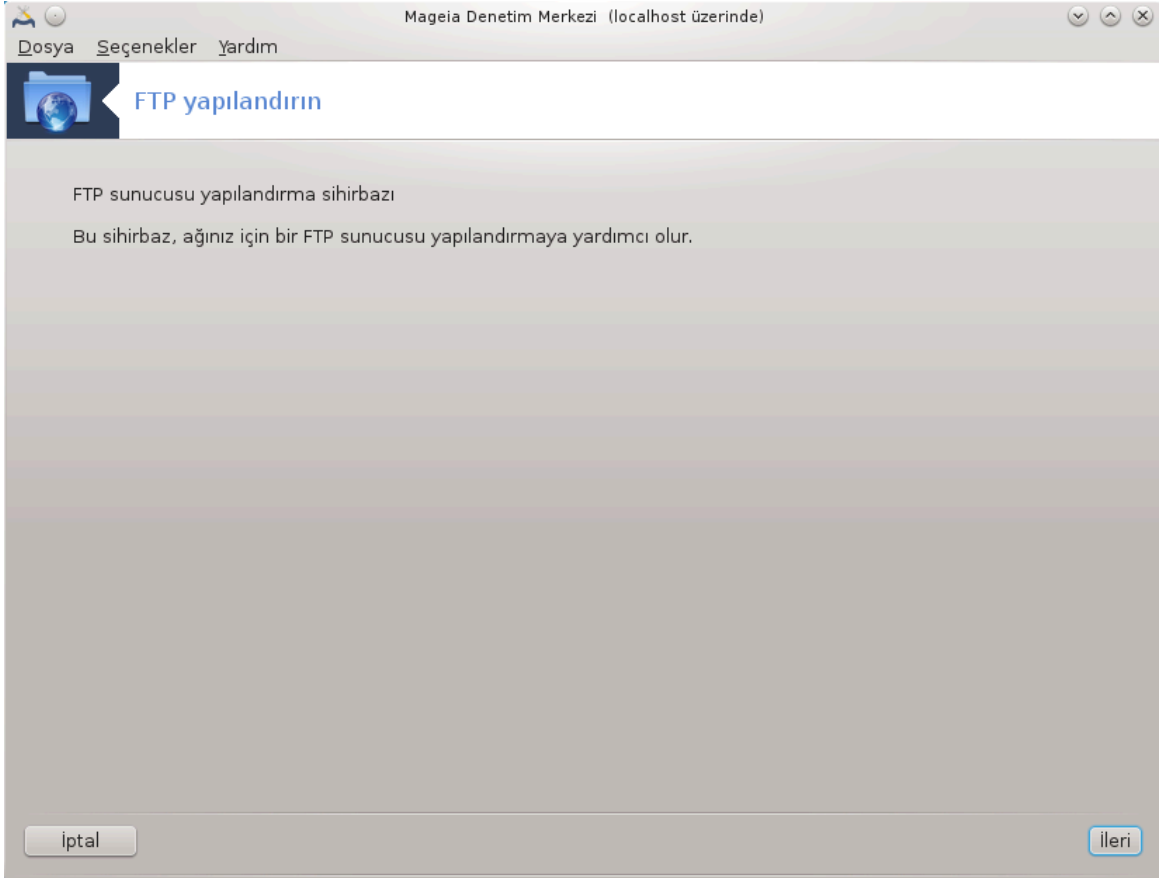 Mageia Denetim Merkezi (localhost üzerinde)
Dosya Seçenekler Yardım
FTP yapılandırın
FTP sunucusu yapılandırma sihirbazı
Bu sihirbaz, ağınız için bir FTP sunucusu yapılandırmaya yardımcı olur.
İptal
İleri